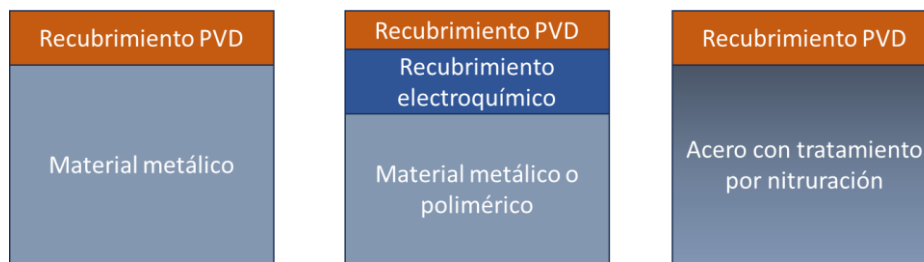 Recubrimiento PVD
Material metálico
Recubrimiento PVD
Recubrimiento
electroquímico
Material metálico o
polimérico
Recubrimiento PVD
Acero con tratamiento
por nitruración